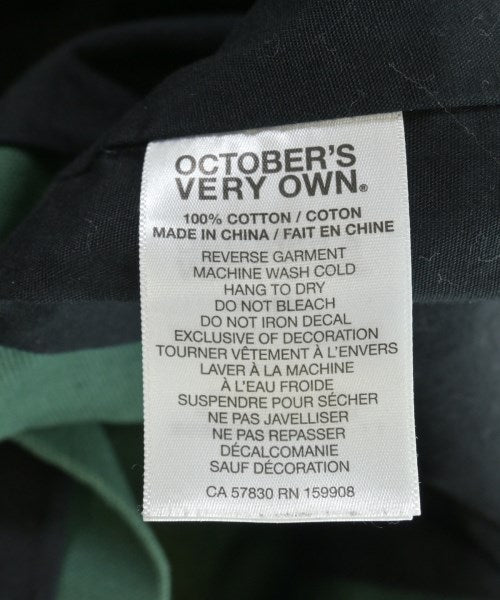 OCTOBER'S
VERY OWN®
100% COTTON / COTON
MADE IN CHINA / FAIT EN CHINE
REVERSE GARMENT
MACHINE WASH COLD
HANG TO DRY
DO NOT BLEACH
DO NOT IRON DECAL
EXCLUSIVE OF DECORATION
TOURNER VÊTEMENT À L'ENVERS
LAVER À LA MACHINE
À L'EAU FROIDE
SUSPENDRE POUR SÉCHER
NE PAS JAVELLISER
NE PAS REPASSER
DÉCALCOMANIE
SAUF DÉCORATION
CA 57830 RN 159908